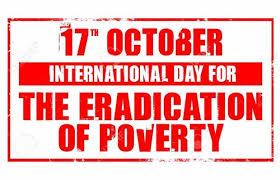 17TH OCTOBER
INTERNATIONAL DAY FOR
THE ERADICATION
OF POVERTY